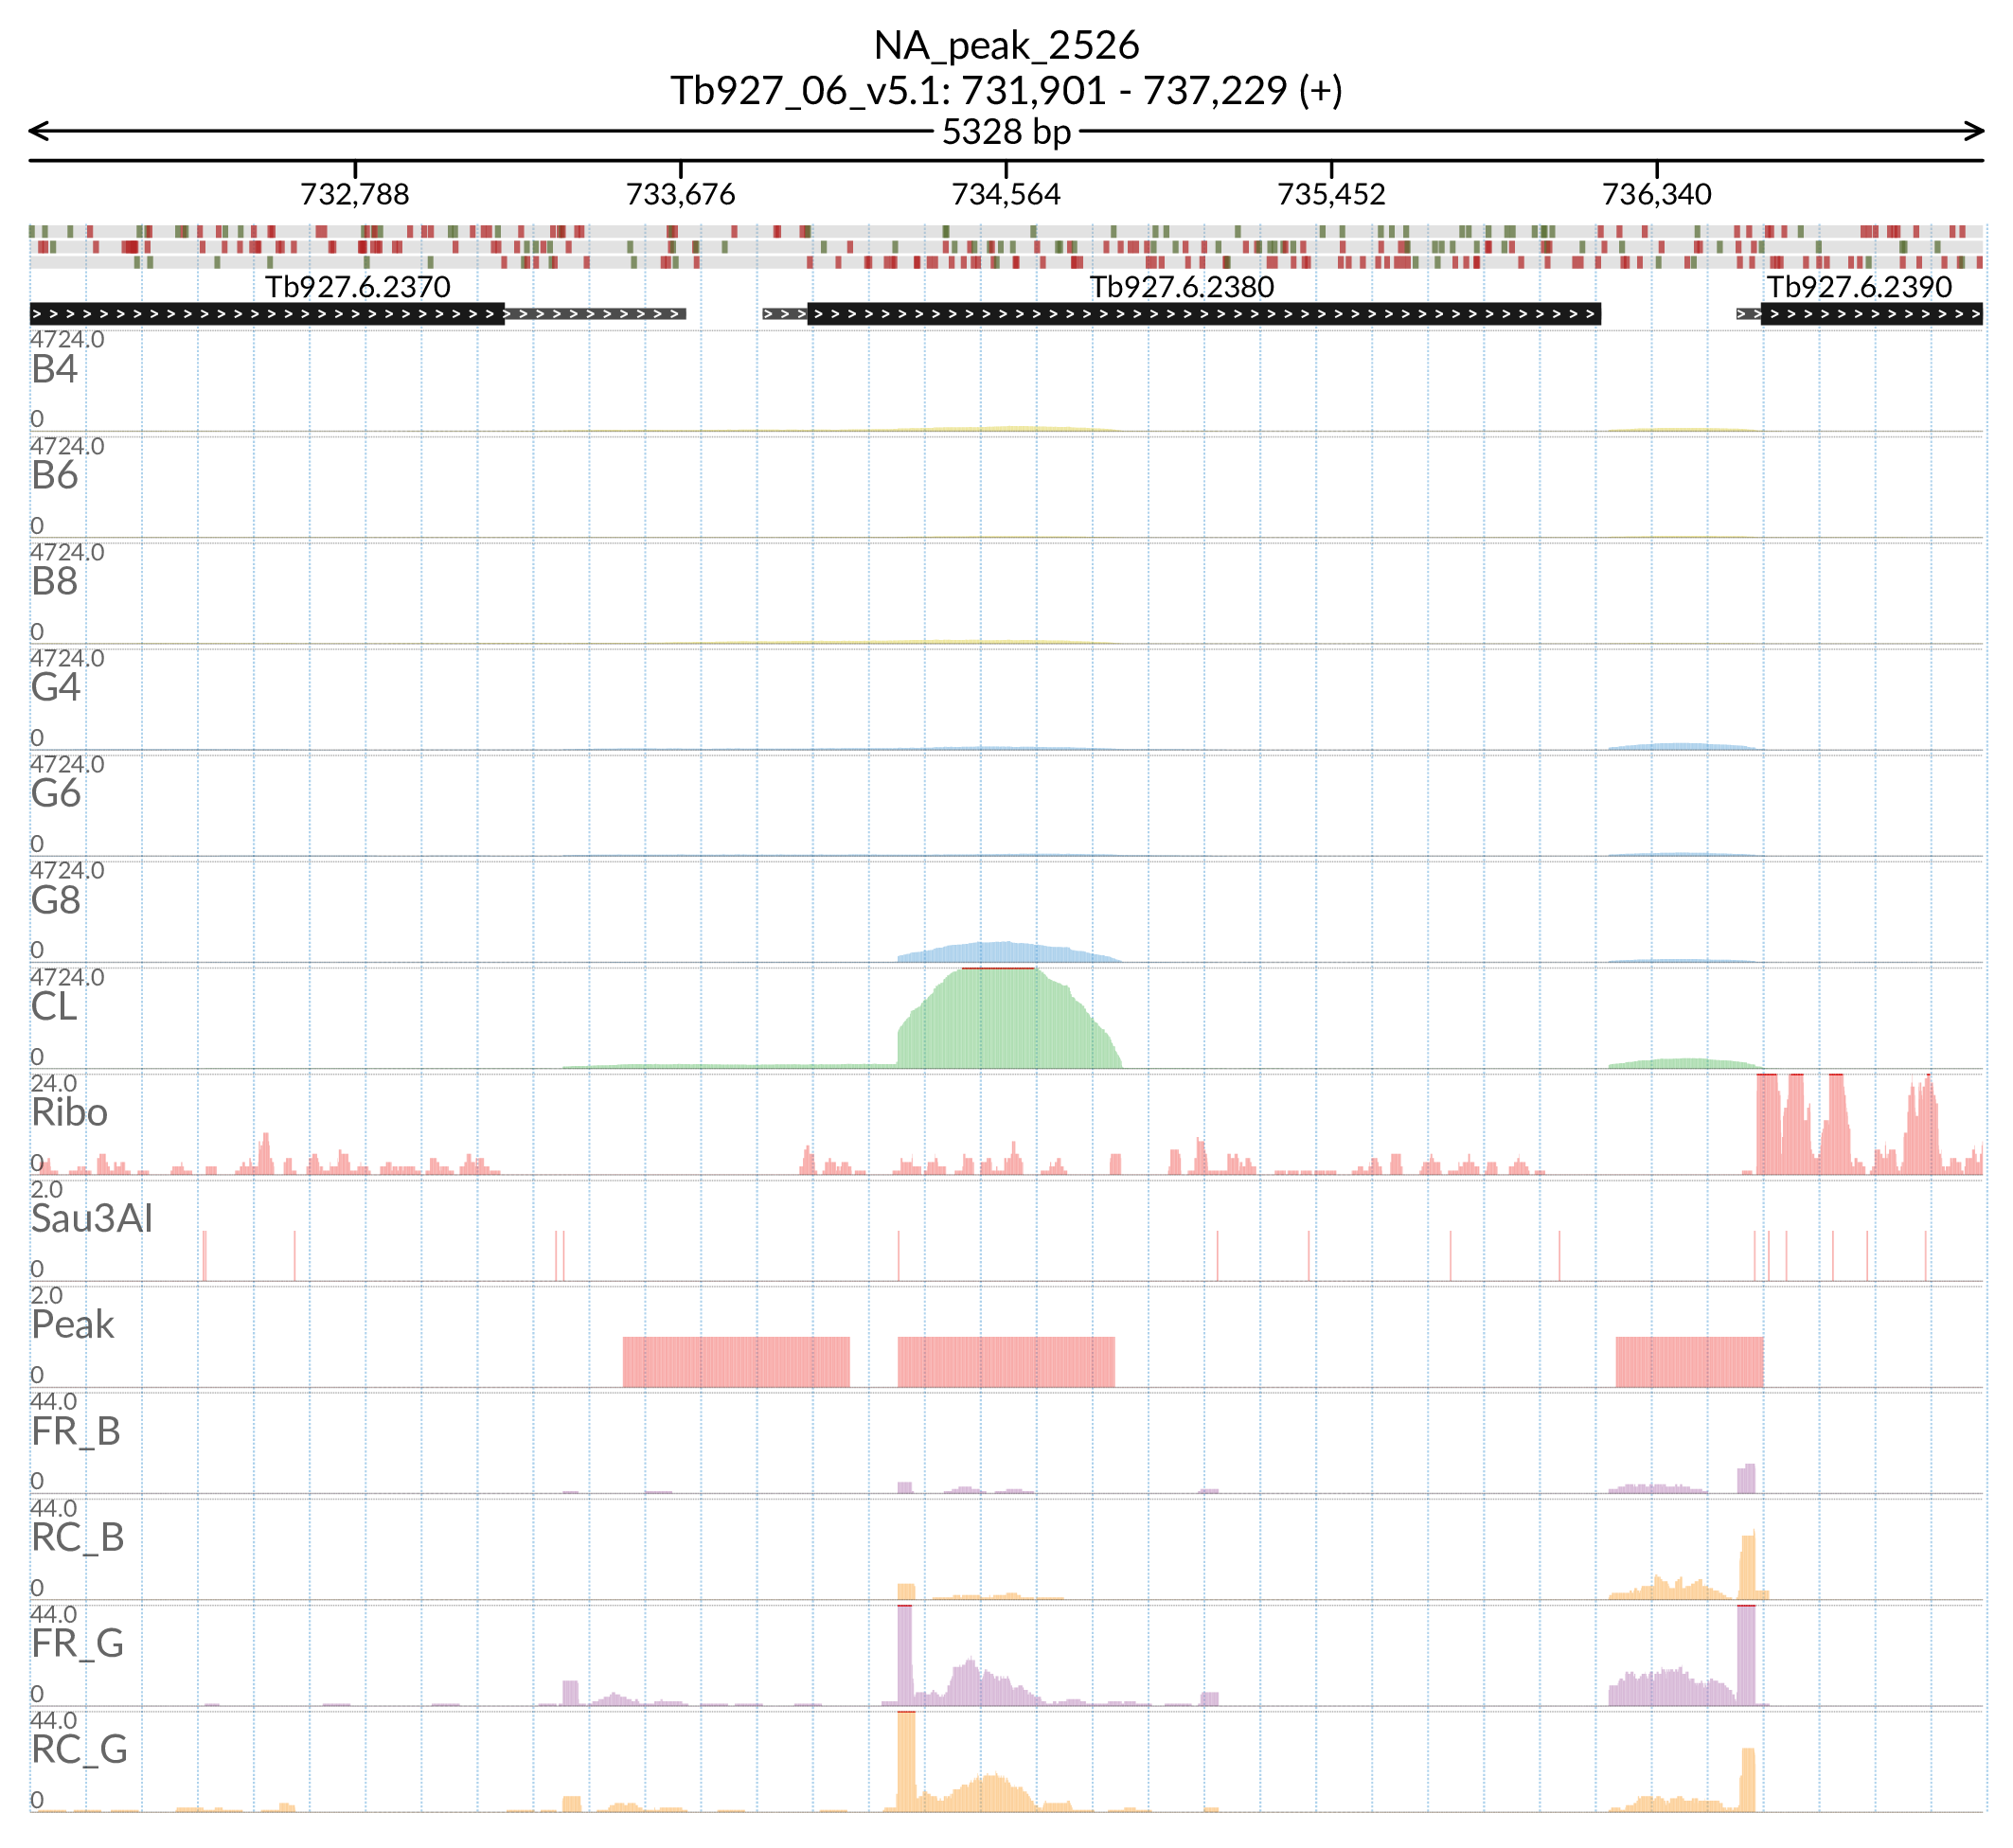 NA_peak_2526
Tb927_06_v5.1: 731,901 - 737,229 (+)
5328 bp
732,788 733,676 734,564 735,452 736,340
Tb927.6.2370 Tb927.6.2380 Tb927.6.2390
4724.0
B4
0
4724.0
B6
0
4724.0
B8
0
4724.0
G4
0
4724.0
G6
0
4724.0
G8
0
4724.0
CL
0
24.0
Ribo
0
2.0
Sau3AI
0
2.0
Peak
0
44.0
FR_B
0
44.0
RC_B
0
44.0
FR_G
0
44.0
RC_G
0